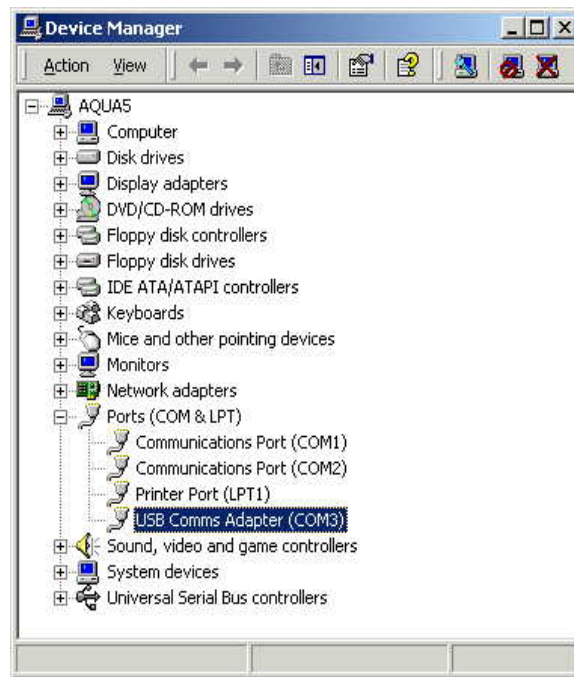 Device Manager
Action View
AQUA5
Computer
Disk drives
Display adapters
DVD/CD-ROM drives
Floppy disk controllers
Floppy disk drives
IDE ATA/ATAPI controllers
Keyboards
Mice and other pointing devices
Monitors
Network adapters
Ports (COM & LPT)
Communications Port (COM1)
Communications Port (COM2)
Printer Port (LPT1)
USB Comms Adapter (COM3)
Sound, video and game controllers
System devices
Universal Serial Bus controllers